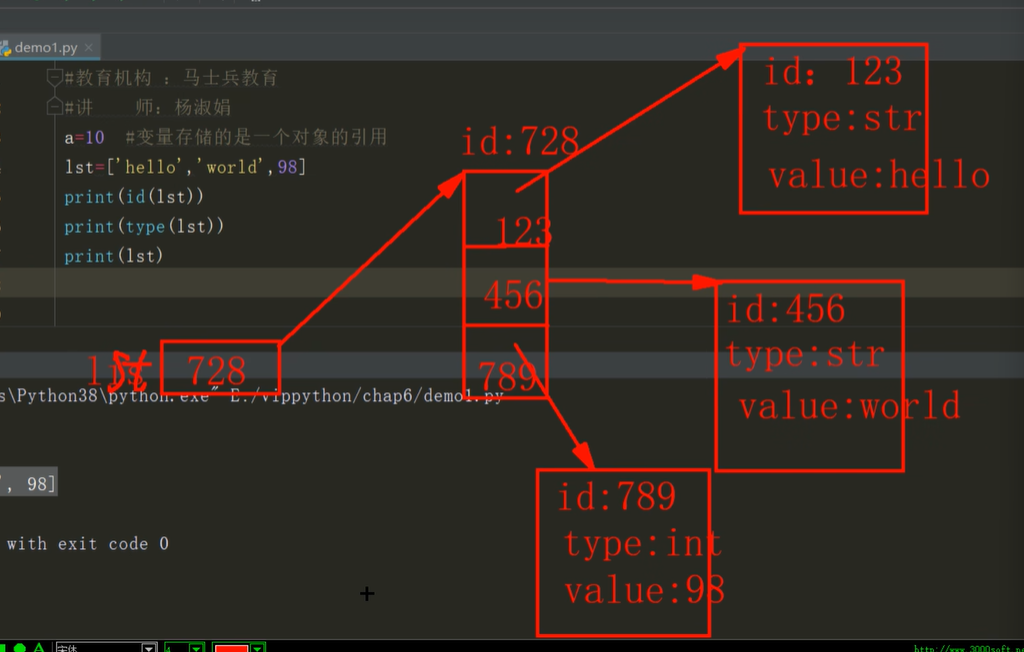 demo1.py
#教育机构 ：马士兵教育
#讲    师：杨淑娟
a=10  #变量存储的是一个对象的引用
lst=['hello','world',98]
print(id(lst))
print(type(lst))
print(lst)
id:728
123
456
789
728
id: 123
type:str
value:hello
id:456
type:str
value:world
id:789
type:int
value:98
s\Python38\python.exe" E:/vippython/chap6/demo1.py
', 98]
with exit code 0
宋体
4